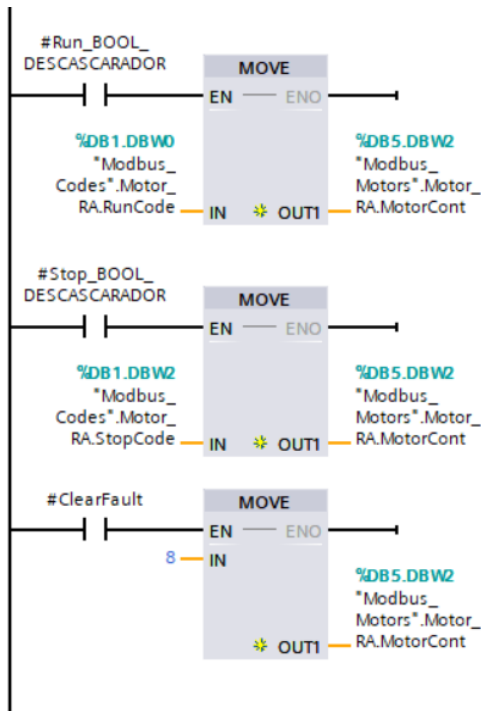 #Run_BOOL_
DESCASCARADOR
MOVE
EN
ENO
%DB1.DBW0
"Modbus_
Codes".Motor_
RA.RunCode
IN
OUT1
%DB5.DBW2
"Modbus_
Motors".Motor_
RA.MotorCont
#Stop_BOOL_
DESCASCARADOR
MOVE
EN
ENO
%DB1.DBW2
"Modbus_
Codes".Motor_
RA.StopCode
IN
OUT1
%DB5.DBW2
"Modbus_
Motors".Motor_
RA.MotorCont
#ClearFault
MOVE
EN
ENO
8
IN
OUT1
%DB5.DBW2
"Modbus_
Motors".Motor_
RA.MotorCont